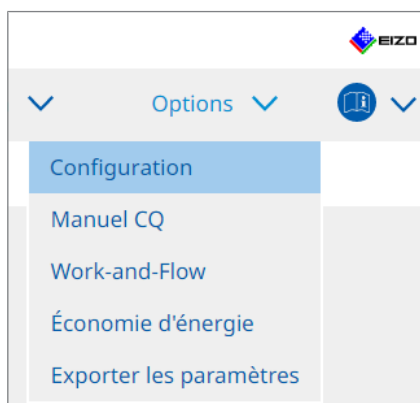 EIZO
Options
Configuration
Manuel CQ
Work-and-Flow
Économie d'énergie
Exporter les paramètres